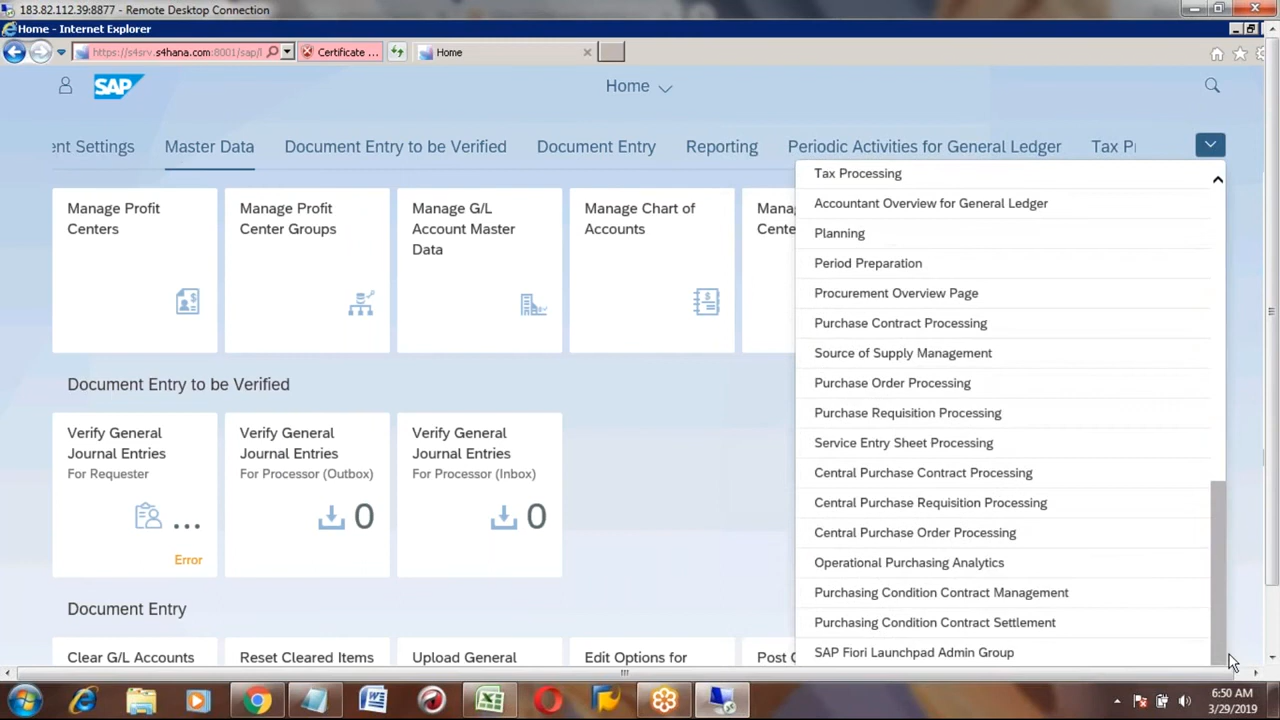 183.82.112.39:8877 - Remote Desktop Connection
Home - Internet Explorer
https://s4srv.s4hana.com:8001/sap/
Certificate ...
Home
SAP
Home
ent Settings
Master Data
Document Entry to be Verified
Document Entry
Reporting
Periodic Activities for General Ledger
Tax P
Manage Profit
Centers
Manage Profit
Center Groups
Manage G/L
Account Master
Data
Manage Chart of
Accounts
Mana
Cente
Tax Processing
Accountant Overview for General Ledger
Planning
Period Preparation
Procurement Overview Page
Purchase Contract Processing
Source of Supply Management
Purchase Order Processing
Purchase Requisition Processing
Service Entry Sheet Processing
Central Purchase Contract Processing
Central Purchase Requisition Processing
Central Purchase Order Processing
Operational Purchasing Analytics
Purchasing Condition Contract Management
Purchasing Condition Contract Settlement
SAP Fiori Launchpad Admin Group
Document Entry to be Verified
Verify General
Journal Entries
For Requester
...
Error
Verify General
Journal Entries
For Processor (Outbox)
0
Verify General
Journal Entries
For Processor (Inbox)
0
Document Entry
Clear G/L Accounts
Reset Cleared Items
Upload General
Edit Options for
Post
6:50 AM
3/29/2019